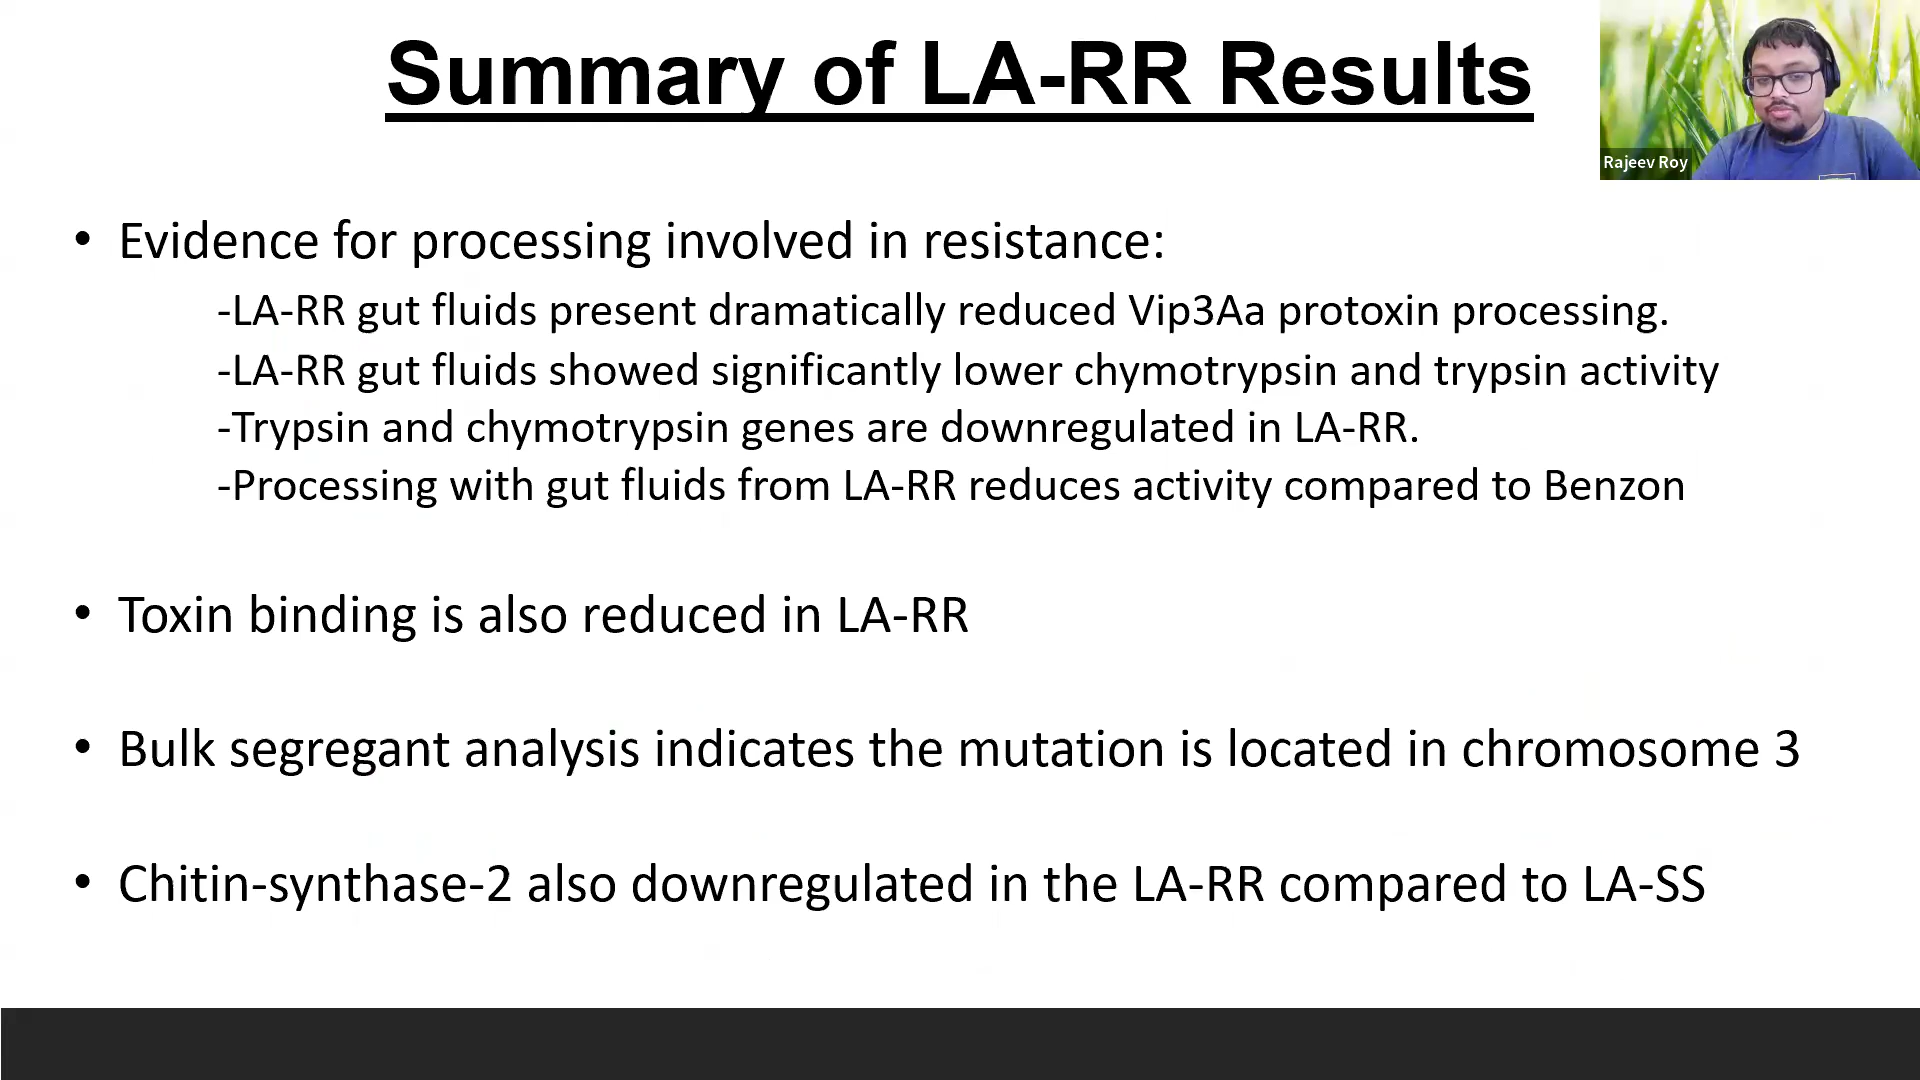 Summary of LA-RR Results
Rajeev Roy
• Evidence for processing involved in resistance:
-LA-RR gut fluids present dramatically reduced Vip3Aa protoxin processing.
-LA-RR gut fluids showed significantly lower chymotrypsin and trypsin activity
-Trypsin and chymotrypsin genes are downregulated in LA-RR.
-Processing with gut fluids from LA-RR reduces activity compared to Benzon
• Toxin binding is also reduced in LA-RR
• Bulk segregant analysis indicates the mutation is located in chromosome 3
• Chitin-synthase-2 also downregulated in the LA-RR compared to LA-SS